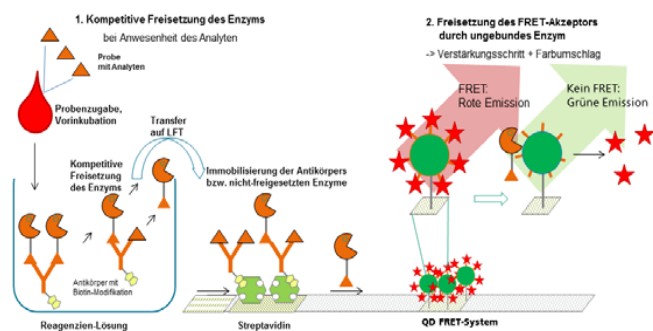 1. Kompetitive Freisetzung des Enzyms
bei Anwesenheit des Analyten
Probe
mit Analyten
Probenzugabe,
Vorinkubation
Kompetitive
Freisetzung
des Enzyms
Transfer
auf LFT
Immobilisierung der Antikörpers
bzw. nicht-freigesetzten Enzyme
Antikörper mit
Biotin-Modifikation
Reagenzien-Lösung
Streptavidin
2. Freisetzung des FRET-Akzeptors
durch ungebundes Enzym
-> Verstärkungsschritt + Farbumschlag
FRET:
Rote Emission
Kein FRET:
Grüne Emission
QD FRET-System